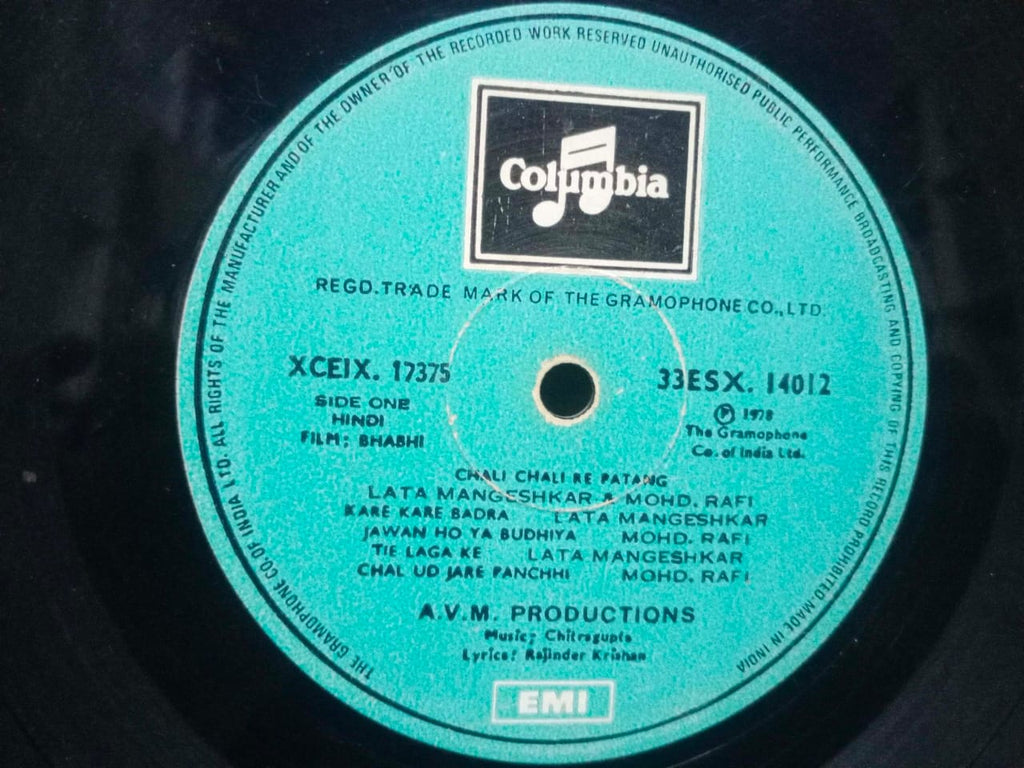 THE GRAMOPHONE CO. OF INDIA LTD. ALL RIGHTS OF THE MANUFACTURER AND OF THE OWNER OF THE RECORDED WORK RESERVED UNAUTHORISED PUBLIC PERFORMANCE BROADCASTING AND COPYING OF THIS RECORD PROHIBITED MADE IN INDIA
Columbia
REGD. TRADE MARK OF THE GRAMOPHONE CO., LTD.
XCEIX. 17375 33ESX. 14012
SIDE ONE Ⓟ 1978
HINDI The Gramophone
FILM; BHABHI Co. of India Ltd.
CHALI CHALI RE PATANG
LATA MANGESHKAR & MOHD. RAFI
KARE KARE BADRA LATA MANGESHKAR
JAWAN HO YA BUDHIYA MOHD. RAFI
TIE LAGA KE LATA MANGESHKAR
CHAL UD JARE PANCHHI MOHD. RAFI
A.V.M. PRODUCTIONS
Music; Chitragupta
Lyrics: Rajinder Krishan
EMI